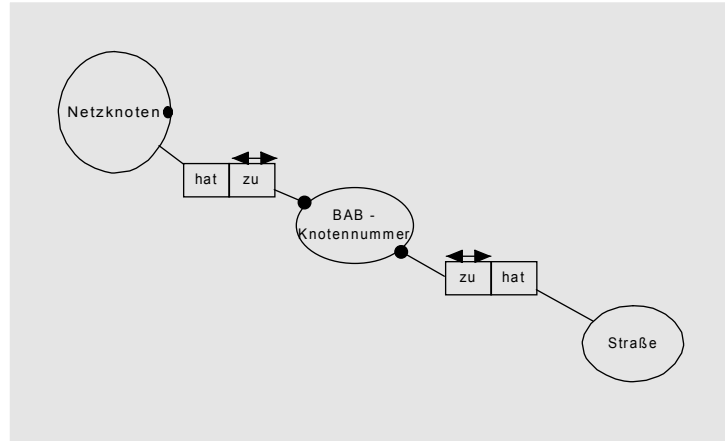 Netzknoten
hat zu
BAB -
Knotennummer
zu hat
Straße